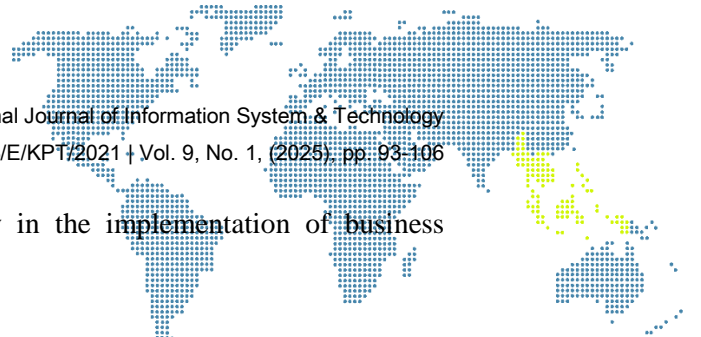 nal Journal of Information System & Technology
/E/KPT/2021 | Vol. 9, No. 1, (2025), pp. 93-106
in the implementation of business